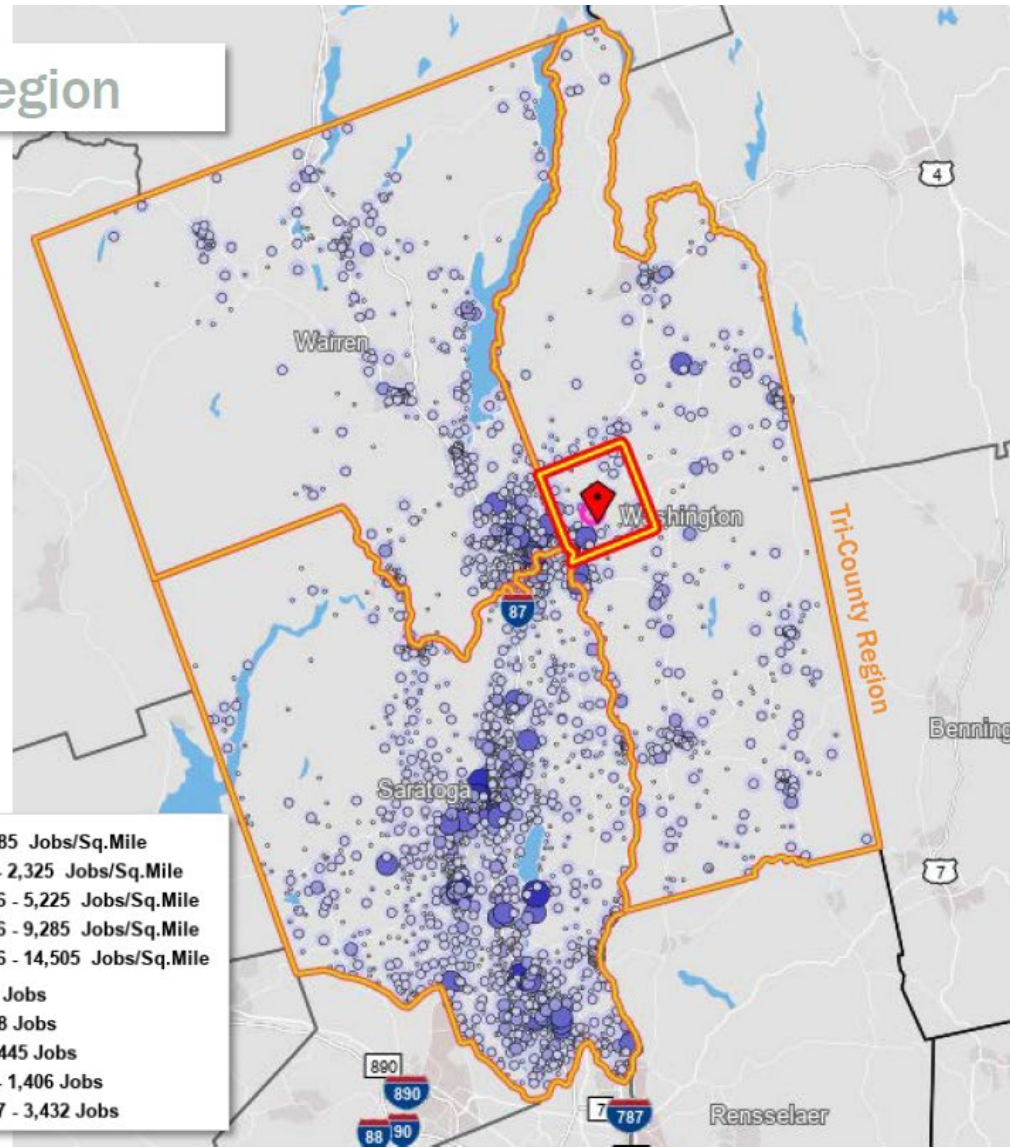 egion
4
Warren
Washington
Tri-County Region
87
Benning
Saratoga
7
85 Jobs/Sq.Mile
- 2,325 Jobs/Sq.Mile
6 - 5,225 Jobs/Sq.Mile
6 - 9,285 Jobs/Sq.Mile
6 - 14,505 Jobs/Sq.Mile
Jobs
8 Jobs
445 Jobs
- 1,406 Jobs
7 - 3,432 Jobs
890
890
88 90
7 787
Rensselaer